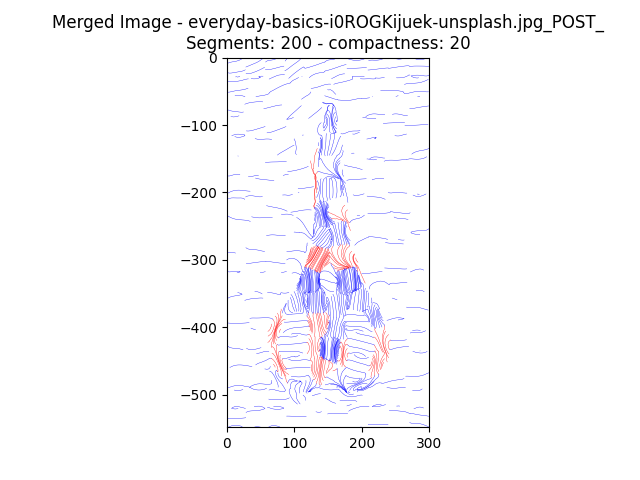 Merged Image - everyday-basics-i0ROGKijuek-unsplash.jpg_POST_
Segments: 200 - compactness: 20
0
−100
−200
−300
−400
−500
0 100 200 300